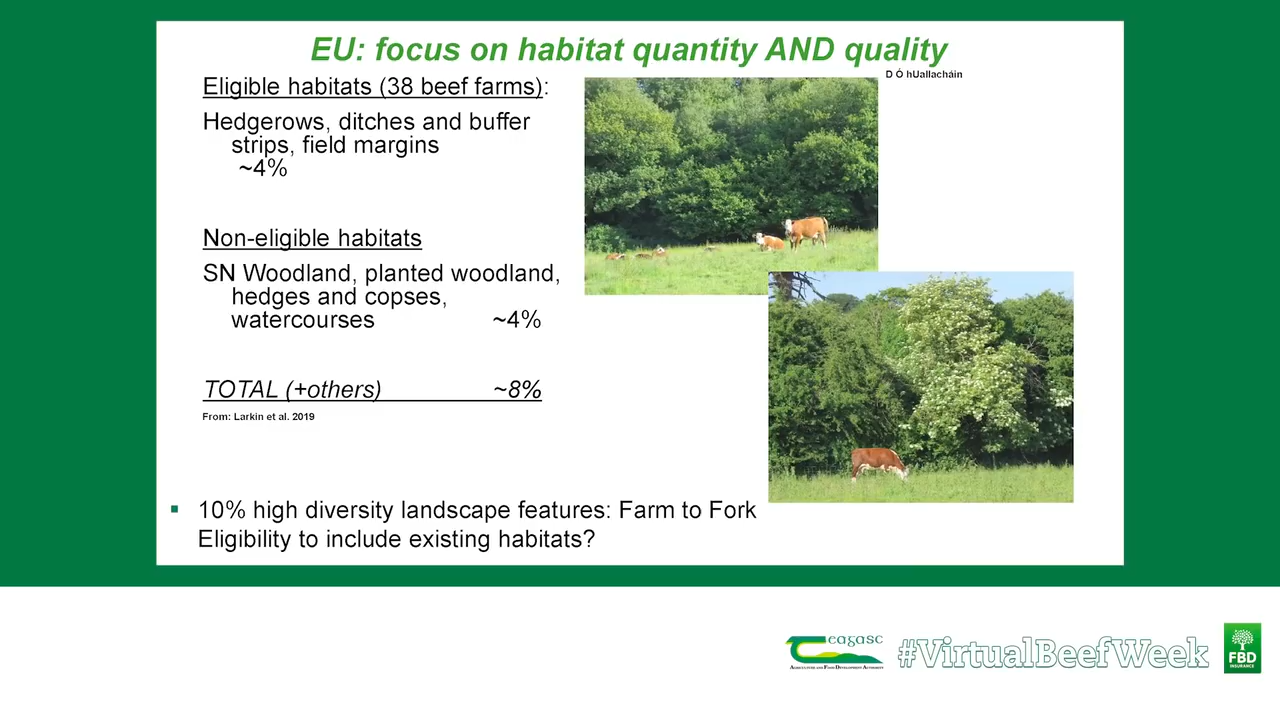 EU: focus on habitat quantity AND quality
D Ó hUallacháin
Eligible habitats (38 beef farms):
Hedgerows, ditches and buffer
strips, field margins
~4%
Non-eligible habitats
SN Woodland, planted woodland,
hedges and copses,
watercourses ~4%
TOTAL (+others) ~8%
From: Larkin et al. 2019
▪ 10% high diversity landscape features: Farm to Fork
Eligibility to include existing habitats?
Teagasc
AGRICULTURE AND FOOD DEVELOPMENT AUTHORITY
#VirtualBeefWeek
FBD
INSURANCE